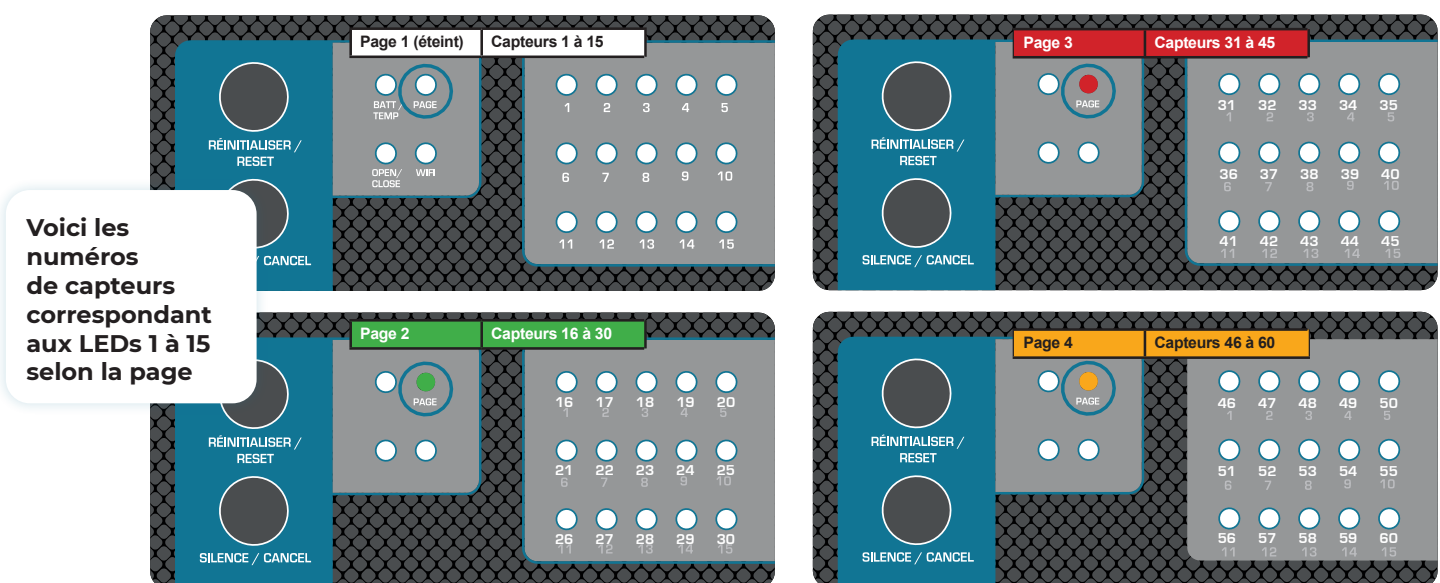 Voici les
numéros
de capteurs
correspondant
aux LEDs 1 à 15
selon la page
Page 1 (éteint) Capteurs 1 à 15
BATT / TEMP
PAGE
OPEN/ CLOSE
WIFI
RÉINITIALISER /
RESET
/ CANCEL
1 2 3 4 5
6 7 8 9 10
11 12 13 14 15
Page 3 Capteurs 31 à 45
PAGE
RÉINITIALISER /
RESET
SILENCE / CANCEL
31 32 33 34 35
1 2 3 4 5
36 37 38 39 40
6 7 8 9 10
41 42 43 44 45
11 12 13 14 15
Page 2 Capteurs 16 à 30
PAGE
RÉINITIALISER /
RESET
SILENCE / CANCEL
16 17 18 19 20
1 2 3 4 5
21 22 23 24 25
6 7 8 9 10
26 27 28 29 30
11 12 13 14 15
Page 4 Capteurs 46 à 60
PAGE
RÉINITIALISER /
RESET
SILENCE / CANCEL
46 47 48 49 50
1 2 3 4 5
51 52 53 54 55
6 7 8 9 10
56 57 58 59 60
11 12 13 14 15